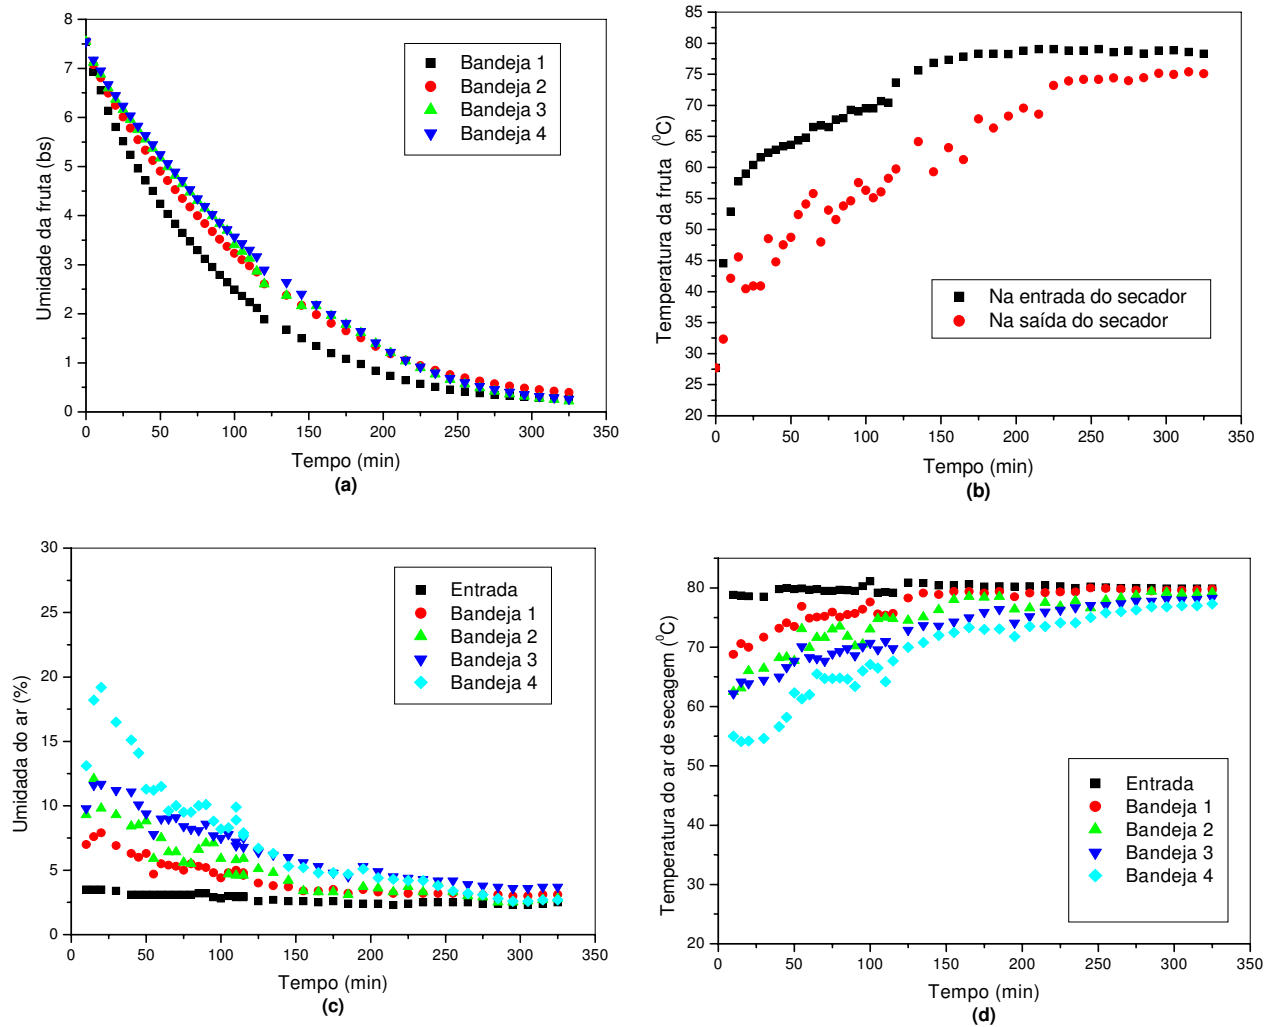 8
7
6
5
4
3
2
1
0
Umidade da fruta (bs)
Bandeja 1
Bandeja 2
Bandeja 3
Bandeja 4
0 50 100 150 200 250 300 350
Tempo (min)
(a)
85
80
75
70
65
60
55
50
45
40
35
30
25
20
Temperatura da fruta (⁰C)
Na entrada do secador
Na saída do secador
0 50 100 150 200 250 300 350
Tempo (min)
(b)
30
25
20
15
10
5
0
Umidada do ar (%)
Entrada
Bandeja 1
Bandeja 2
Bandeja 3
Bandeja 4
0 50 100 150 200 250 300 350
Tempo (min)
(c)
80
70
60
50
40
30
20
Temperatura do ar de secagem (⁰C)
Entrada
Bandeja 1
Bandeja 2
Bandeja 3
Bandeja 4
0 50 100 150 200 250 300 350
Tempo (min)
(d)